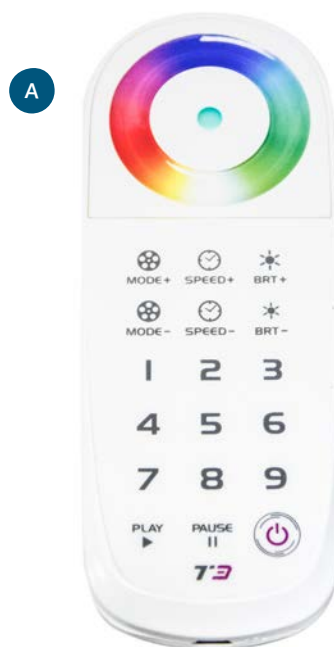 A
MODE+ SPEED+ BRT+
MODE- SPEED- BRT-
1 2 3
4 5 6
7 8 9
PLAY PAUSE
T3